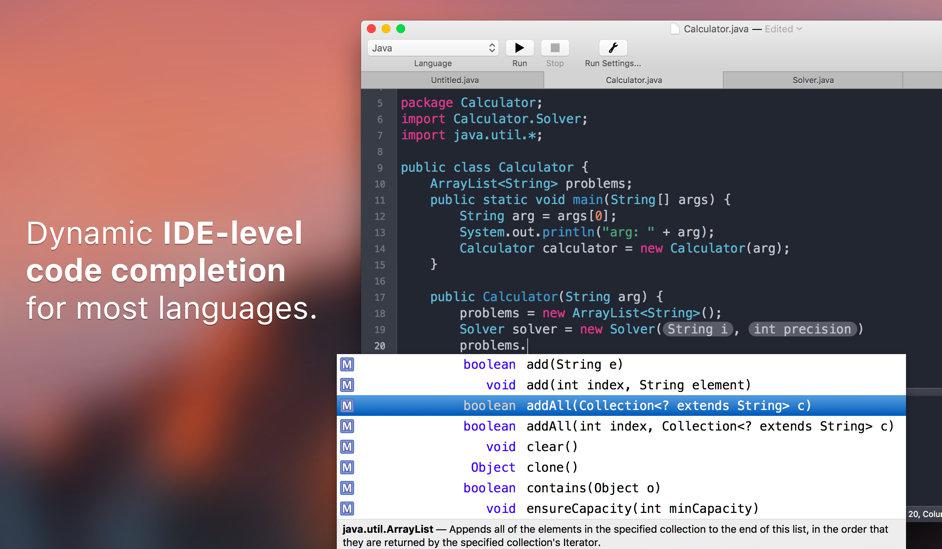 Calculator.java — Edited
Java
Language
Run
Stop
Run Settings...
Untitled.java
Calculator.java
Solver.java
Dynamic IDE-level
code completion
for most languages.
5 package Calculator;
6 import Calculator.Solver;
7 import java.util.*;
8
9 public class Calculator {
10 ArrayList<String> problems;
11 public static void main(String[] args) {
12 String arg = args[0];
13 System.out.println("arg: " + arg);
14 Calculator calculator = new Calculator(arg);
15 }
16
17 public Calculator(String arg) {
18 problems = new ArrayList<String>();
19 Solver solver = new Solver(String i, int precision)
20 problems.
M boolean add(String e)
M void add(int index, String element)
M boolean addAll(Collection<? extends String> c)
M boolean addAll(int index, Collection<? extends String> c)
M void clear()
M Object clone()
M boolean contains(Object o)
M void ensureCapacity(int minCapacity)
20, Colu
java.util.ArrayList — Appends all of the elements in the specified collection to the end of this list, in the order that
they are returned by the specified collection's Iterator.